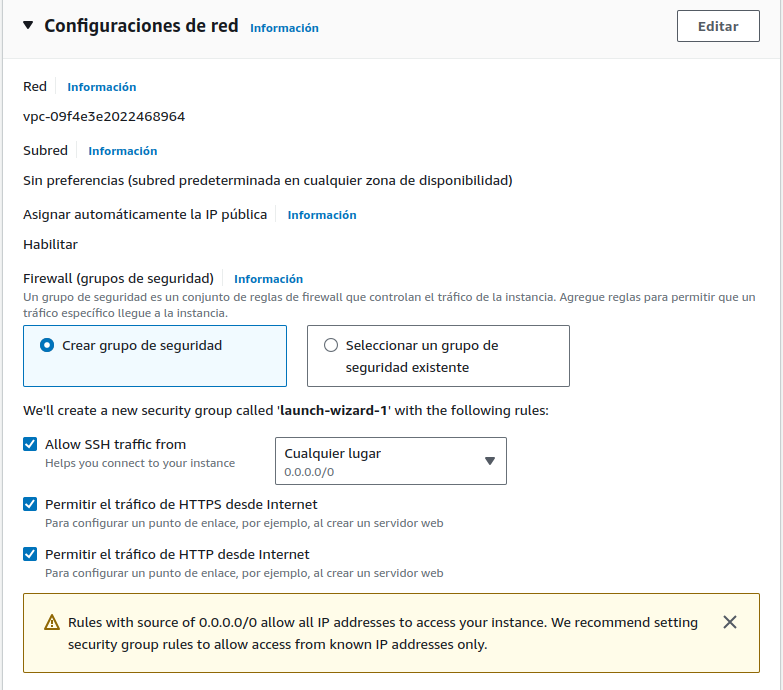 Configuraciones de red Información
Editar
Red Información
vpc-09f4e3e2022468964
Subred Información
Sin preferencias (subred predeterminada en cualquier zona de disponibilidad)
Asignar automáticamente la IP pública Información
Habilitar
Firewall (grupos de seguridad) Información
Un grupo de seguridad es un conjunto de reglas de firewall que controlan el tráfico de la instancia. Agregue reglas para permitir que un
tráfico específico llegue a la instancia.
Crear grupo de seguridad
Seleccionar un grupo de
seguridad existente
We'll create a new security group called 'launch-wizard-1' with the following rules:
Allow SSH traffic from
Helps you connect to your instance
Cualquier lugar
0.0.0.0/0
Permitir el tráfico de HTTPS desde Internet
Para configurar un punto de enlace, por ejemplo, al crear un servidor web
Permitir el tráfico de HTTP desde Internet
Para configurar un punto de enlace, por ejemplo, al crear un servidor web
Rules with source of 0.0.0.0/0 allow all IP addresses to access your instance. We recommend setting
security group rules to allow access from known IP addresses only.